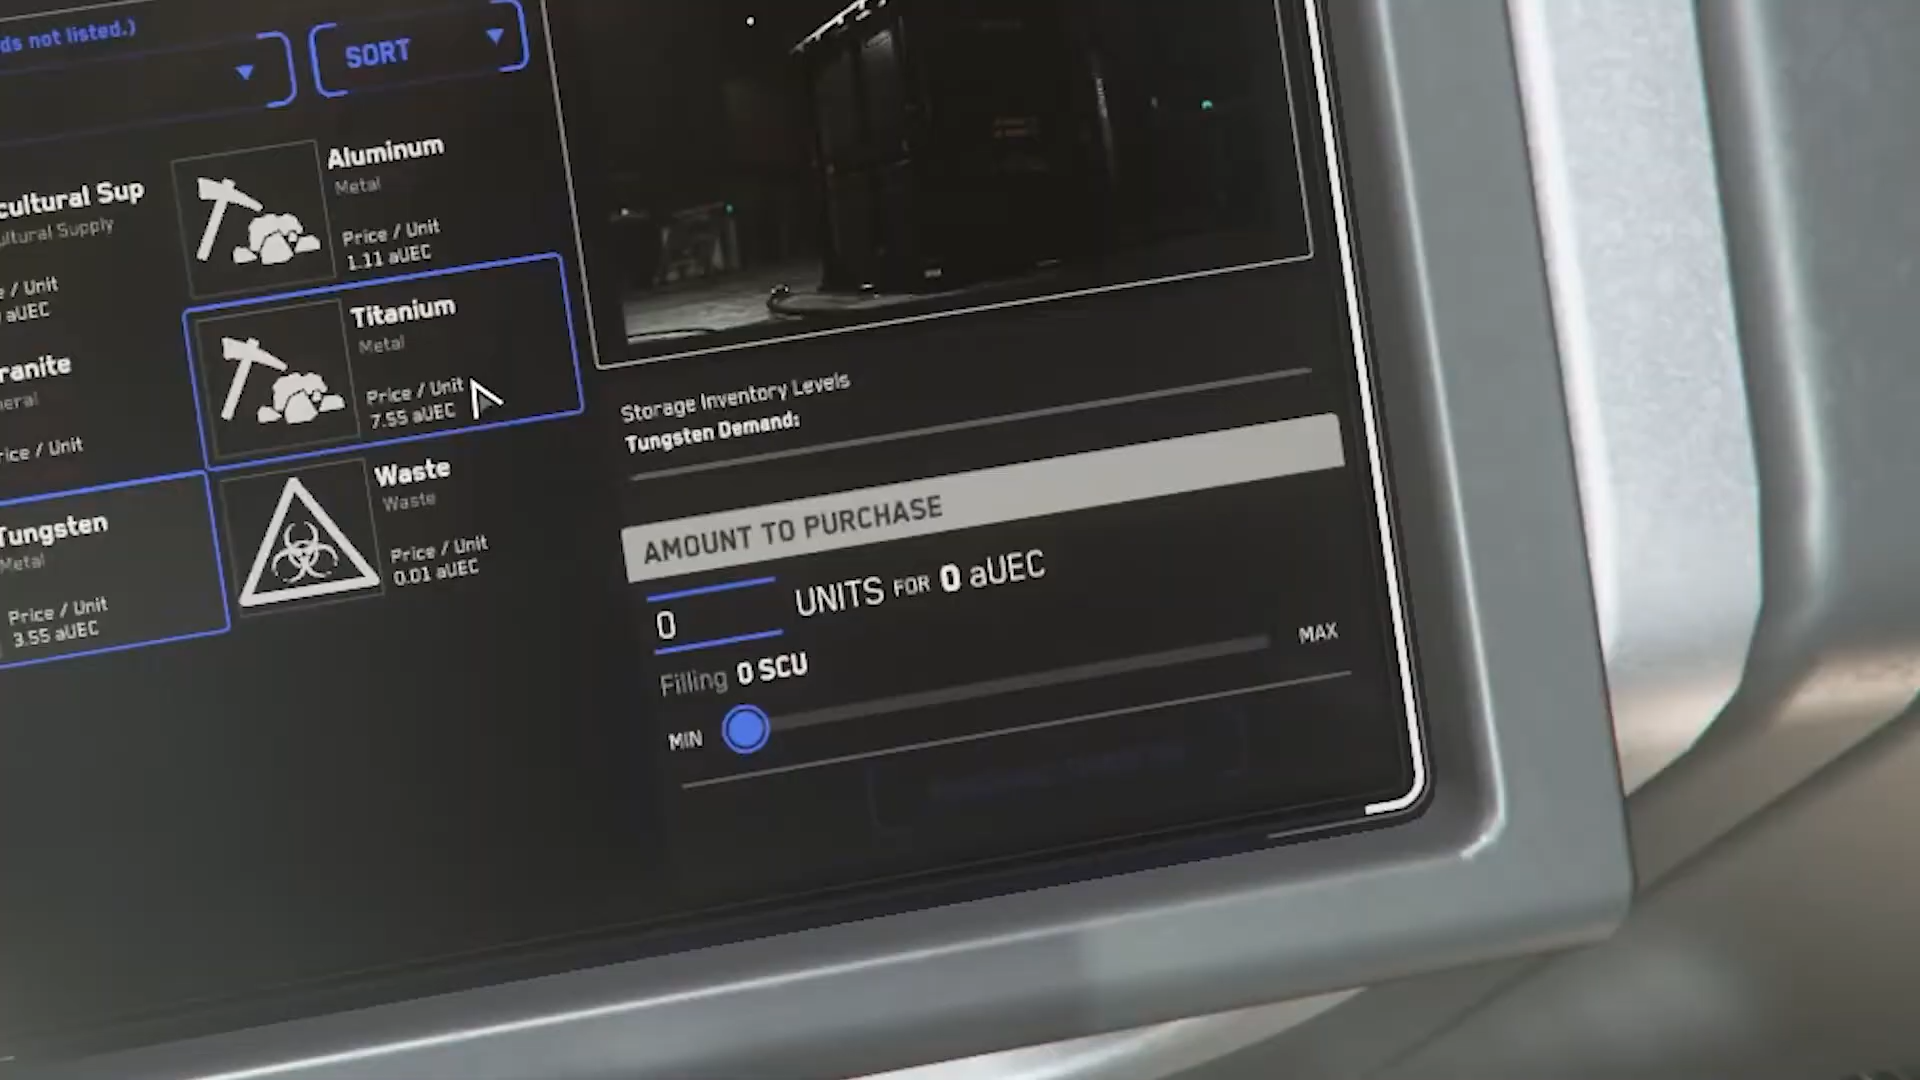 ds not listed.)
SORT
cultural Sup
ultural Supply
e / Unit
aUEC
Aluminum
Metal
Price / Unit
1.11 aUEC
ranite
eral
rice / Unit
Titanium
Metal
Price / Unit
7.55 aUEC
Tungsten
Metal
Price / Unit
3.55 aUEC
Waste
Waste
Price / Unit
0.01 aUEC
Storage Inventory Levels
Tungsten Demand:
AMOUNT TO PURCHASE
0 UNITS FOR 0 aUEC
Filling 0 SCU
MIN
MAX